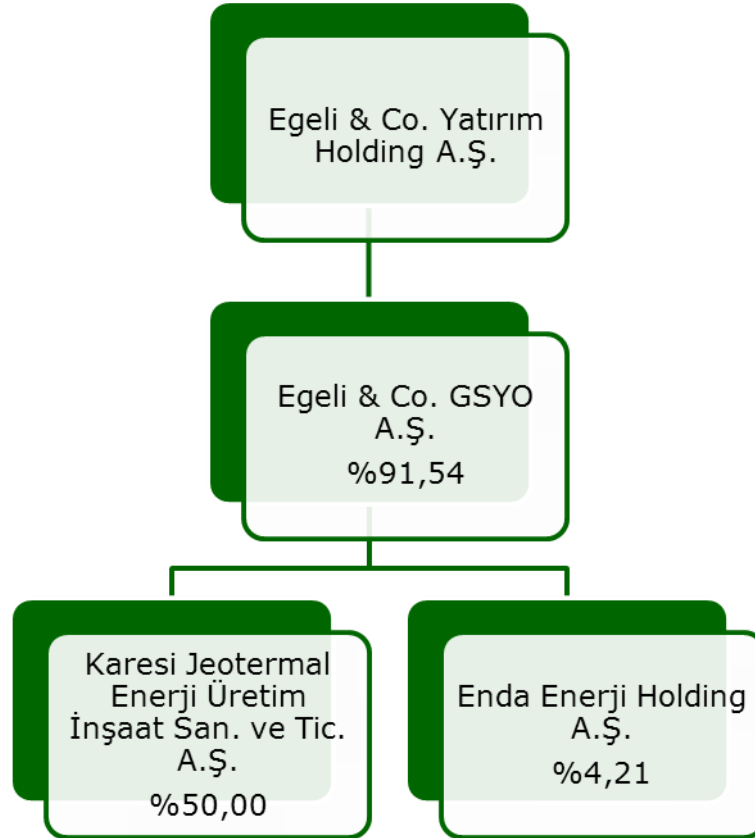 Egeli & Co. Yatırım
Holding A.Ş.
Egeli & Co. GSYO
A.Ş.
%91,54
Karesi Jeotermal
Enerji Üretim
İnşaat San. ve Tic.
A.Ş.
%50,00
Enda Enerji Holding
A.Ş.
%4,21